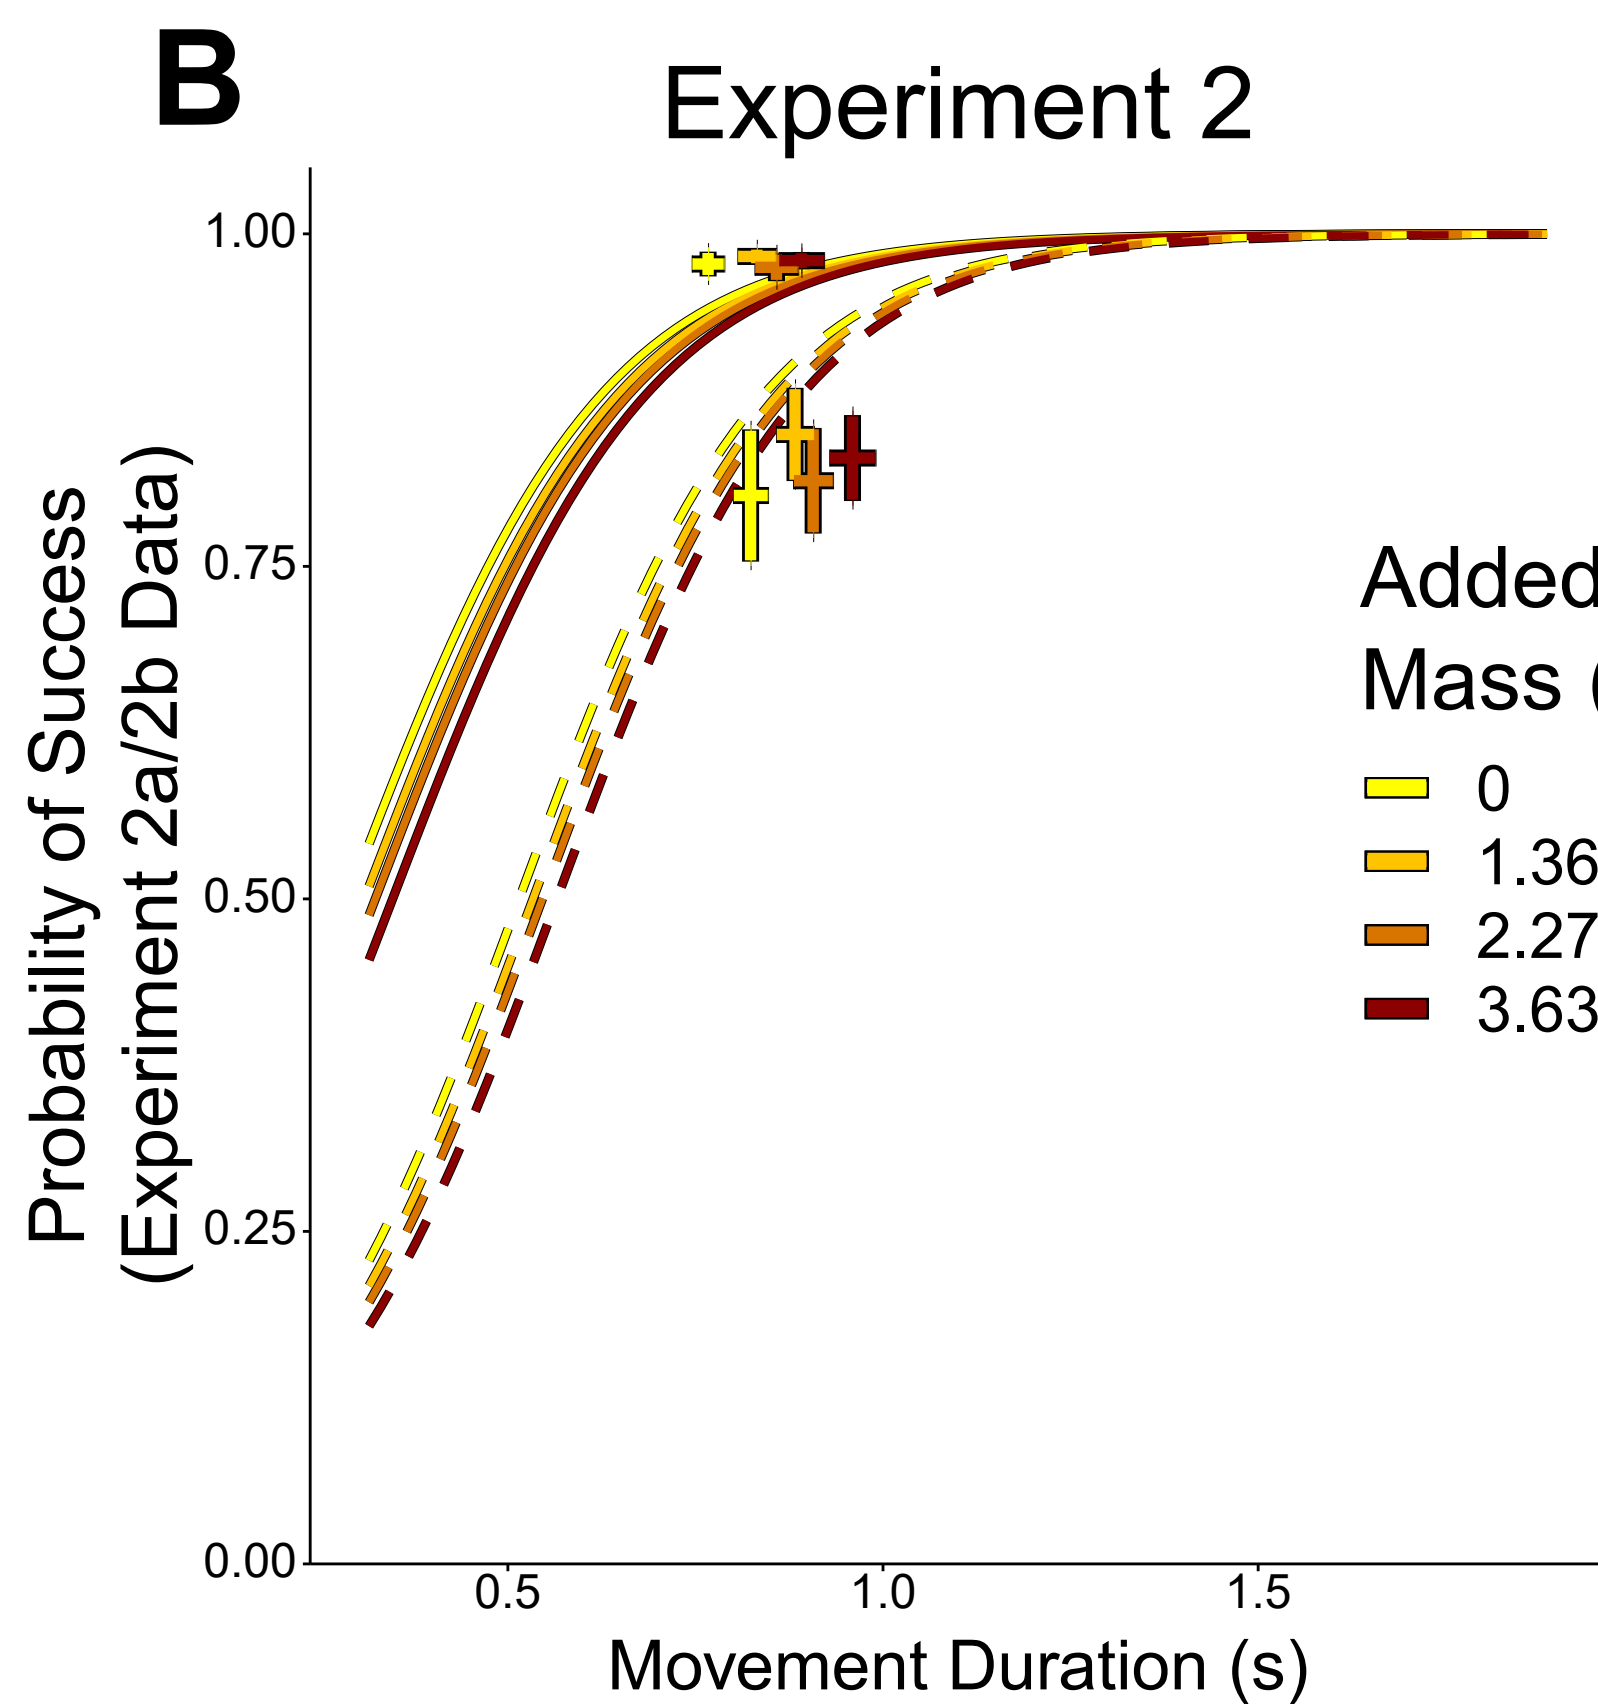 B
Experiment 2
Probability of Success
(Experiment 2a/2b Data)
1.00
0.75
0.50
0.25
0.00
0.5
1.0
1.5
Movement Duration (s)
Added
Mass (
0
1.36
2.27
3.63